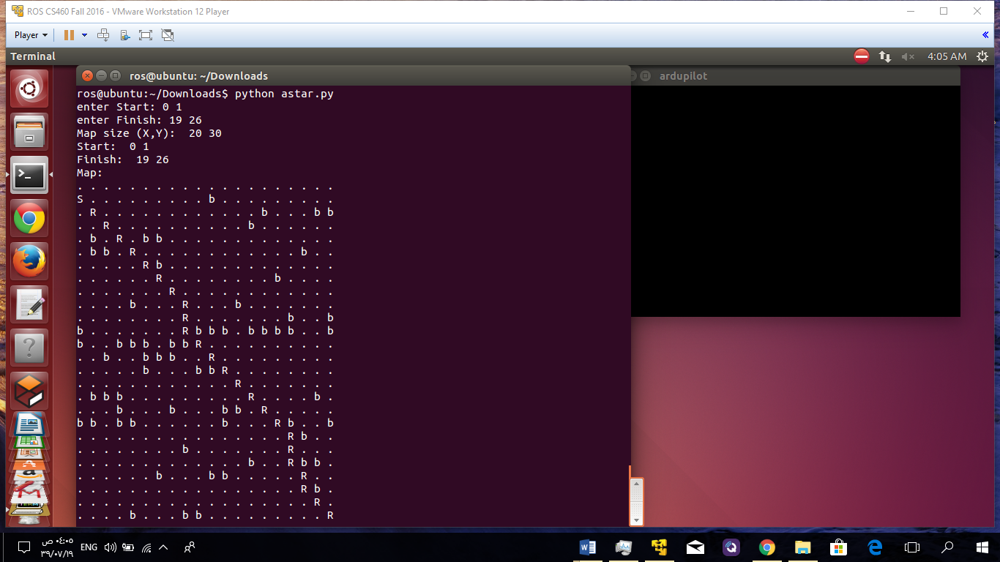 ROS CS460 Fall 2016 - VMware Workstation 12 Player
Player
Terminal
4:05 AM
ros@ubuntu: ~/Downloads
ardupilot
ros@ubuntu:~/Downloads$ python astar.py
enter Start: 0 1
enter Finish: 19 26
Map size (X,Y):  20 30
Start:  0 1
Finish:  19 26
Map:
. . . . . . . . . . . . . . . . . . . .
S . . . . . . . . . b . . . . . . . . .
. R . . . . . . . . . . . . b . . . b b
. . R . . . . . . . . . . b . . . . . .
. b . R . b b . . . . . . . . . . . . .
. b b . R . . . . . . . . . . . . b . .
. . . . . R b . . . . . . . . . . . . .
. . . . . . R . . . . . . . . b . . . .
. . . . . . . R . . . . . . . . . . . .
. . . . b . . . R . . . b . . . . . . .
. . . . . . . . R . . . . . . . b . . b
b . . . . . . . R b b b . b b b b . . b
b . . b b b . b b R . . . . . . . . . .
. . b . . b b b . . R . . . . . . . . .
. . . . . b . . . b b R . . . . . . . .
. . . . . . . . . . . . R . . . . . . .
. b b b . . . . . . . . . R . . . . b .
. . . b . . . b . . . b b . R . . . . .
b b . b b . . . . . . b . . . R b . . b
. . . . . . . . . . . . . . . . R b . .
. . . . . . . . b . . . . . . . R . . .
. . . . . . . . . . . . . b . . R b b .
. . . . . . b . . . b b . . . . . R . .
. . . . . . . . . . . . . . . . . R b .
. . . . . . . . . . . . . . . . . . R .
. . . . b . . . b b . . . . . . . . . R
ENG
٠٤:٠٥ ص
٣٩/٠٧/١٩